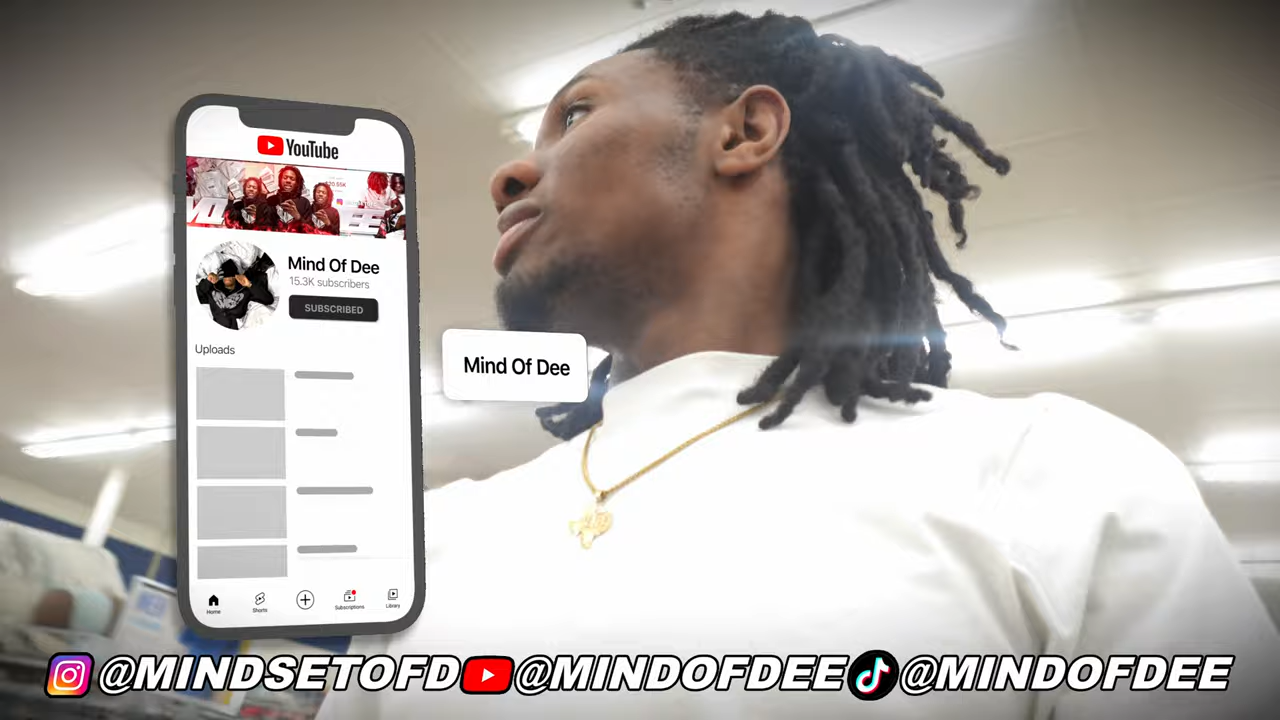 YouTube
Mind Of Dee
15.3K subscribers
SUBSCRIBED
Uploads
Home
Shorts
Subscriptions
Library
Mind Of Dee
@MINDSETOFD @MINDOFDEE @MINDOFDEE